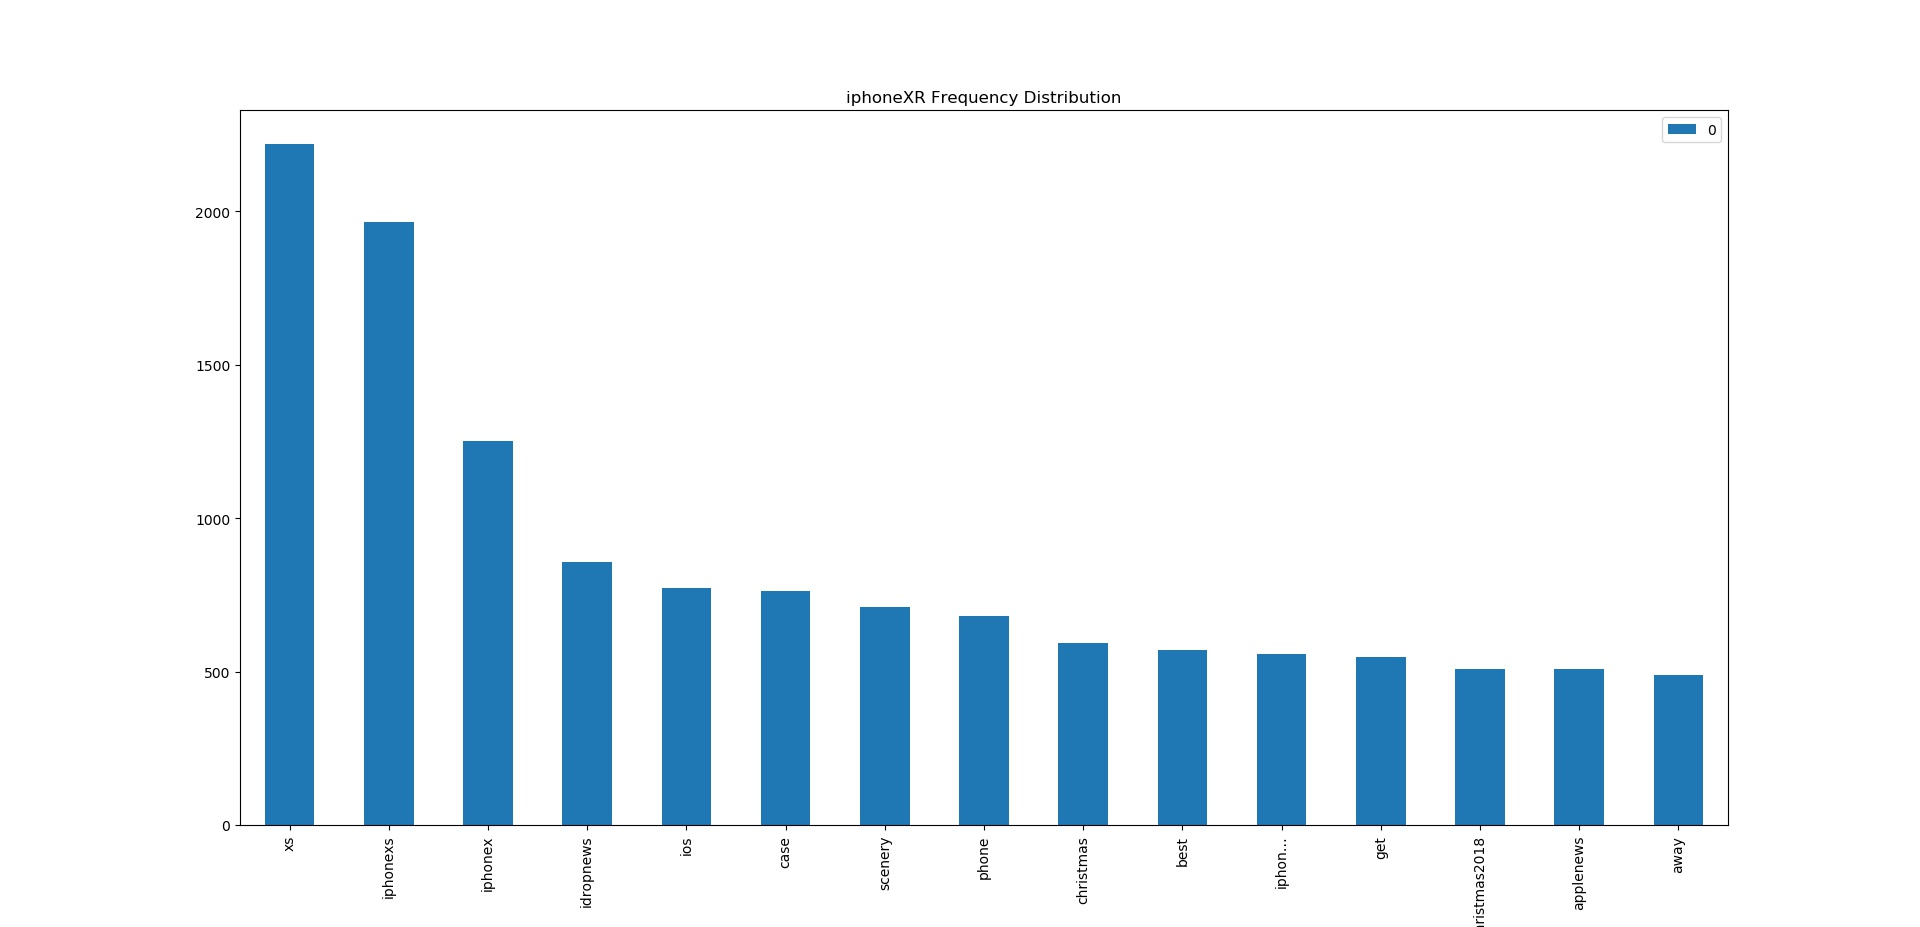 iphoneXR Frequency Distribution
0
2000
1500
1000
500
0
xs
iphonexs
iphonex
idropnews
ios
case
scenery
phone
christmas
best
iphon...
get
ristmas2018
applenews
away